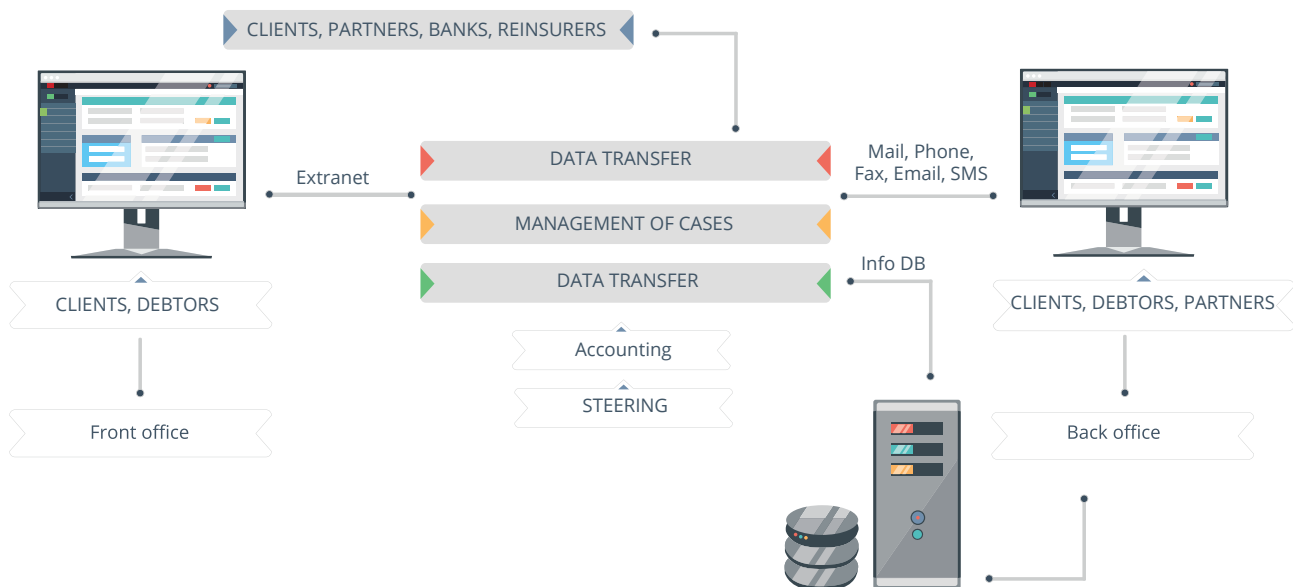 CLIENTS, PARTNERS, BANKS, REINSURERS
DATA TRANSFER
Mail, Phone,
Fax, Email, SMS
Extranet
MANAGEMENT OF CASES
Info DB
DATA TRANSFER
CLIENTS, DEBTORS
CLIENTS, DEBTORS, PARTNERS
Accounting
STEERING
Front office
Back office